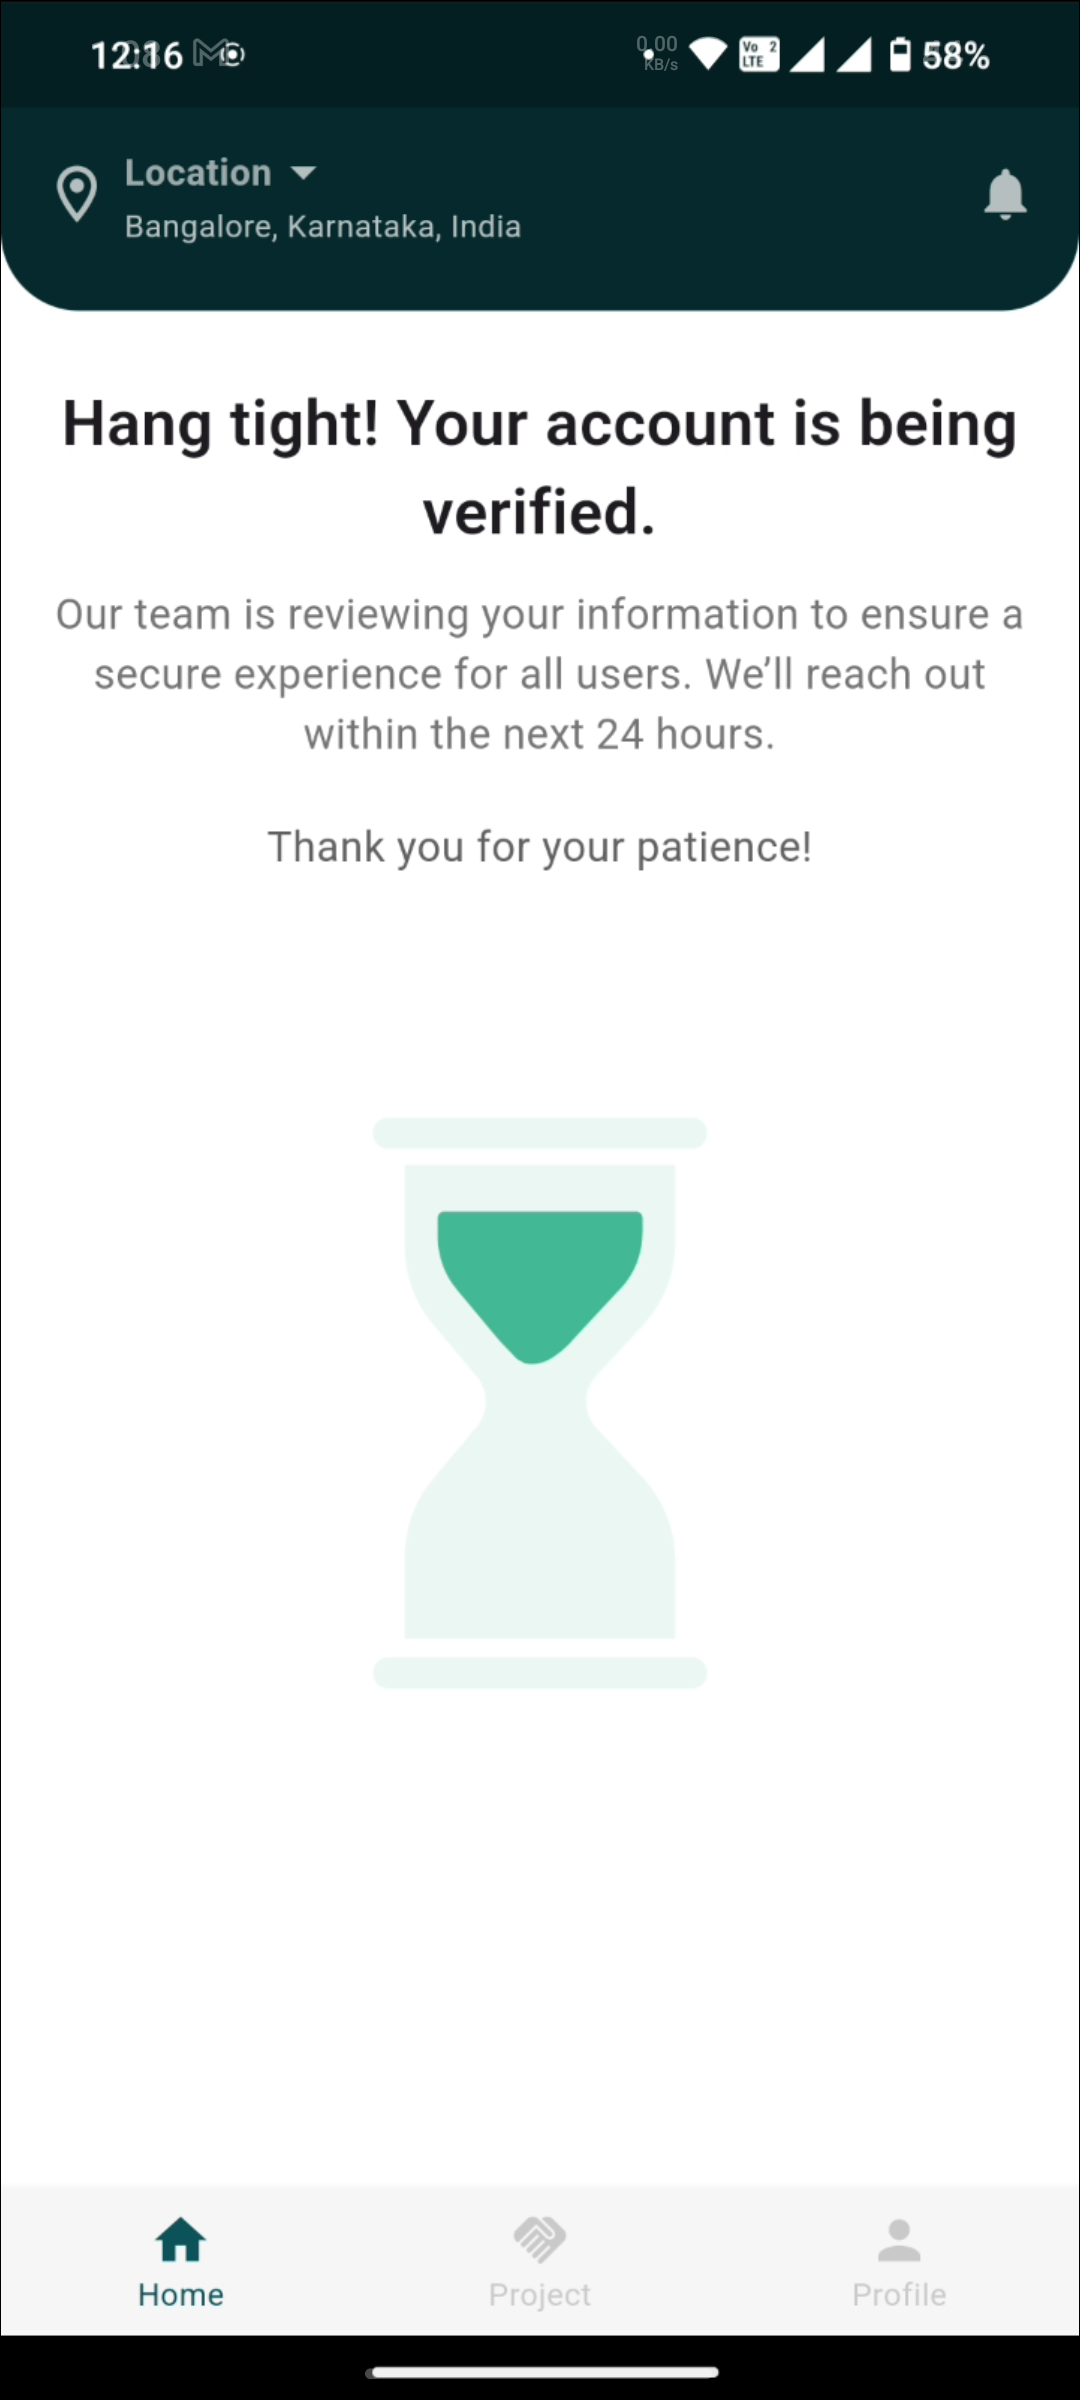 12:16
0.00
KB/s
Vo 2
LTE
58%
Location
Bangalore, Karnataka, India
Hang tight! Your account is being
verified.
Our team is reviewing your information to ensure a
secure experience for all users. We’ll reach out
within the next 24 hours.
Thank you for your patience!
Home
Project
Profile